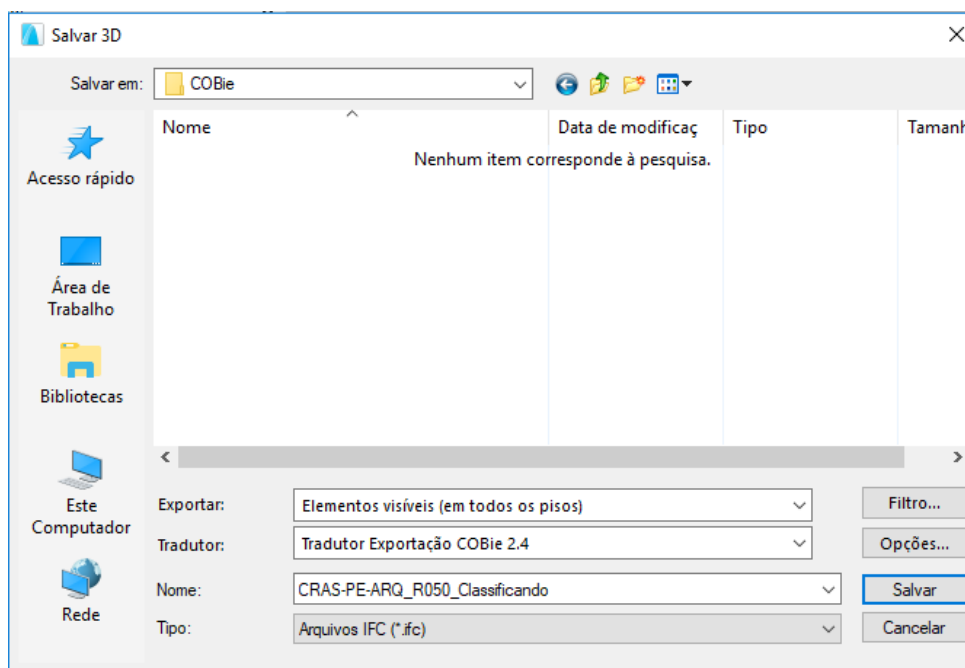 Salvar 3D
Salvar em:
COBie
Nome
Data de modificaç
Tipo
Tamanh
Nenhum item corresponde à pesquisa.
Acesso rápido
Área de
Trabalho
Bibliotecas
Este
Computador
Rede
Exportar:
Elementos visíveis (em todos os pisos)
Filtro...
Tradutor:
Tradutor Exportação COBie 2.4
Opções...
Nome:
CRAS-PE-ARQ_R050_Classificando
Salvar
Tipo:
Arquivos IFC (*.ifc)
Cancelar